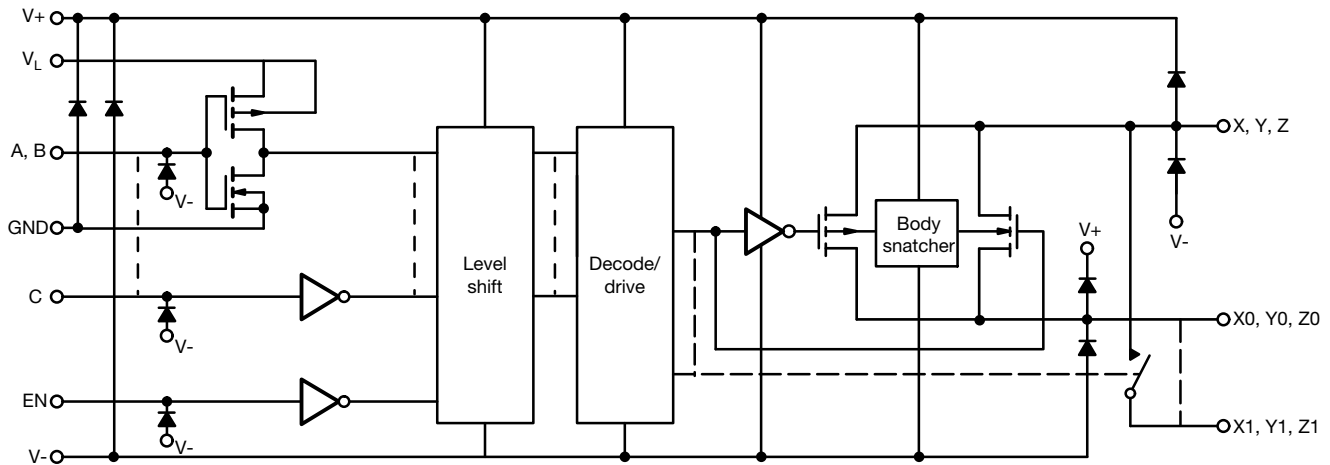 V+
VL
A, B
V-
GND
C
V-
EN
V-
V-
Level
shift
Decode/
drive
Body
snatcher
V+
X, Y, Z
V-
X0, Y0, Z0
X1, Y1, Z1